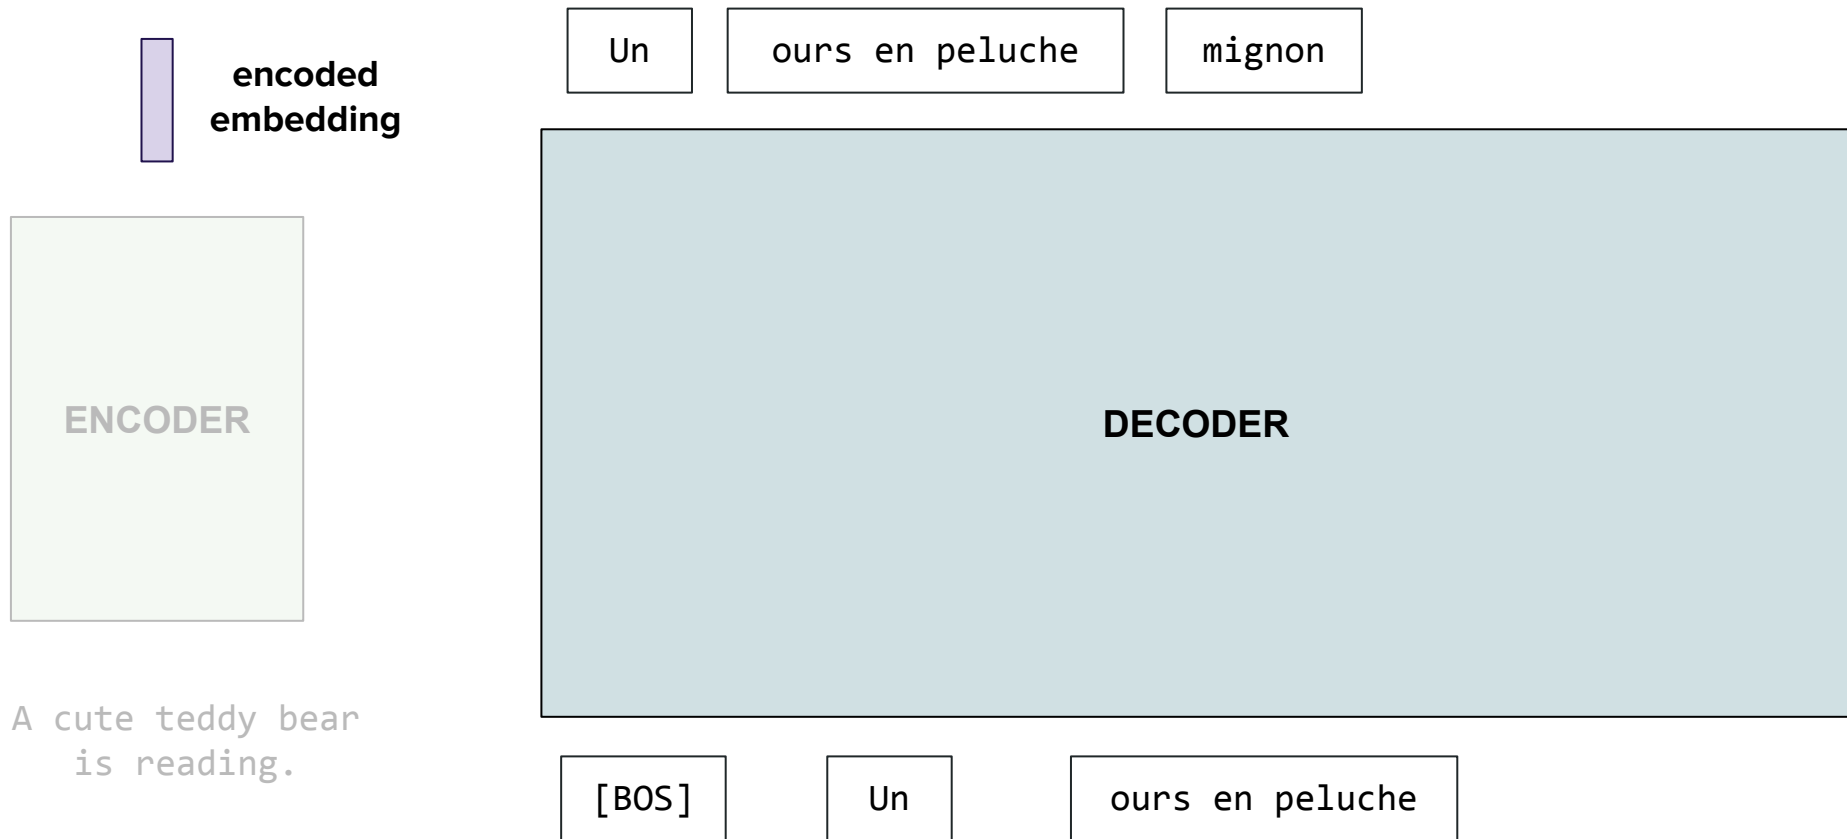 encoded
embedding
Un
ours en peluche
mignon
ENCODER
DECODER
A cute teddy bear
is reading.
[BOS]
Un
ours en peluche